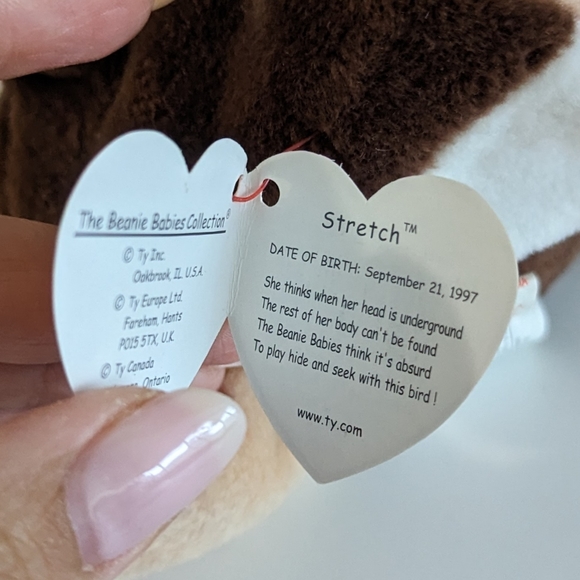 The Beanie Babies Collection®
© Ty Inc.
Oakbrook, IL U.S.A.
© Ty Europe Ltd.
Fareham, Hants
PO15 5TX, U.K.
© Ty Canada
Ontario
Stretch™
DATE OF BIRTH: September 21, 1997
She thinks when her head is underground
The rest of her body can't be found
The Beanie Babies think it's absurd
To play hide and seek with this bird !
www.ty.com